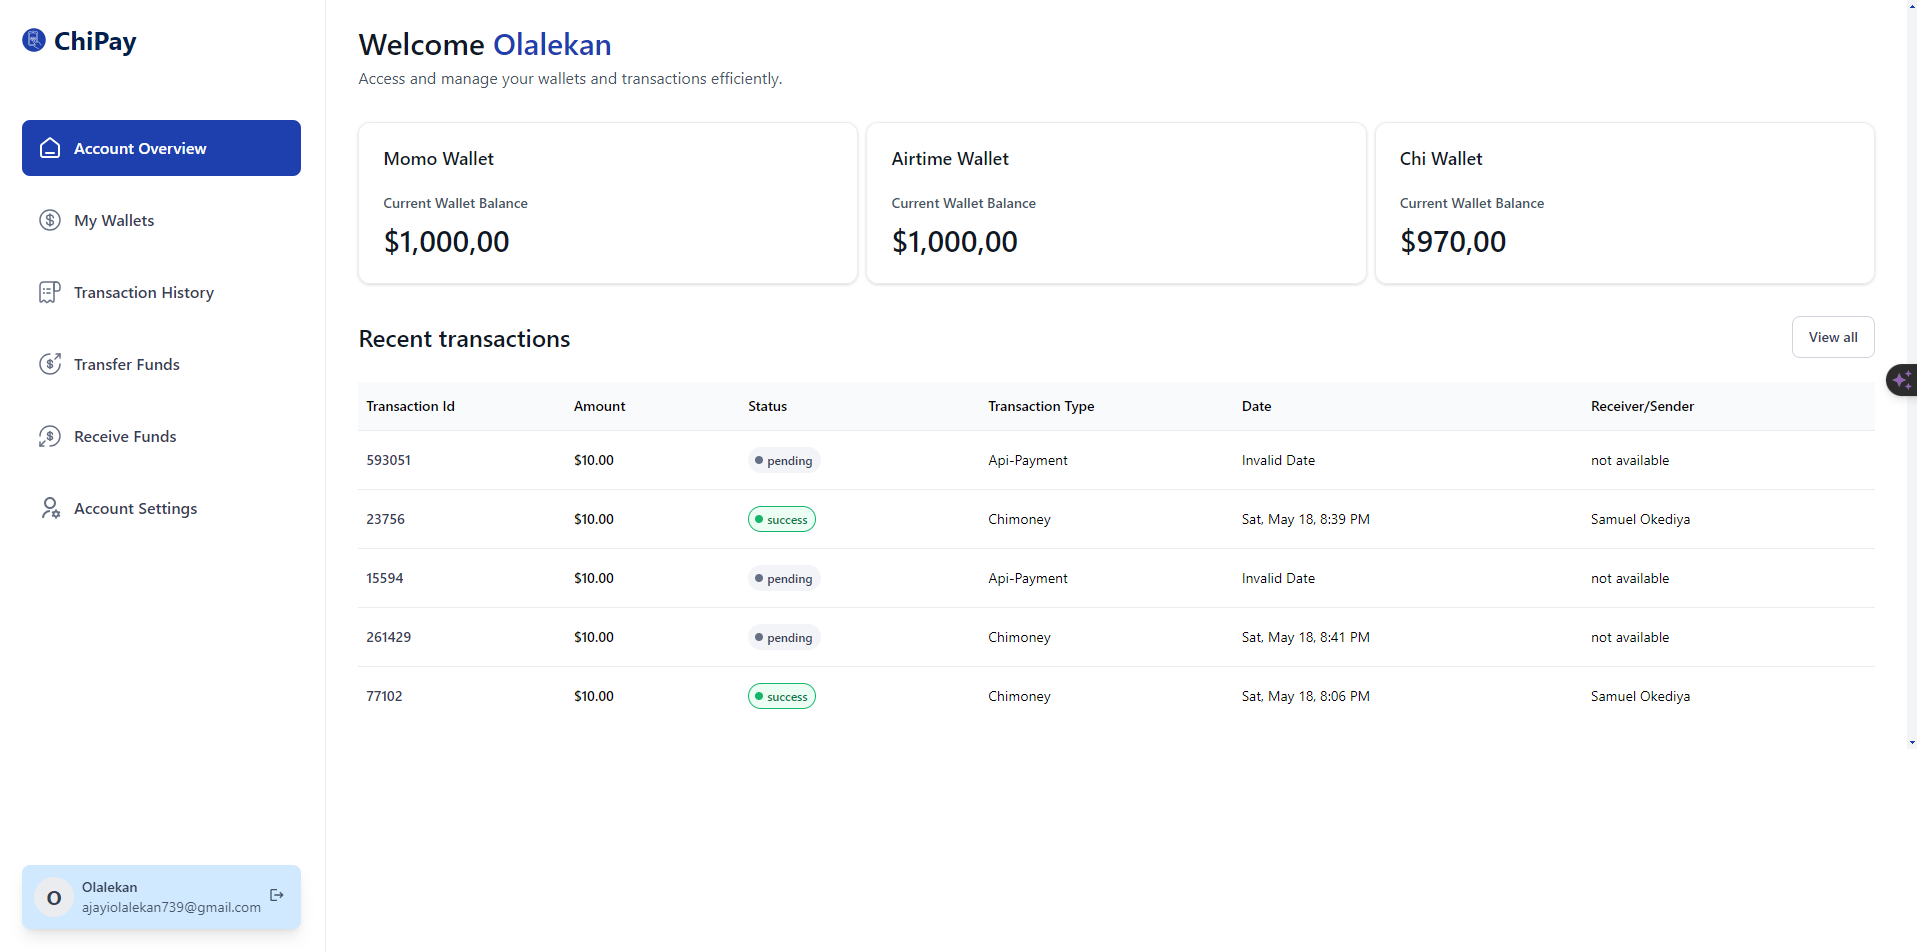 ChiPay
Account Overview
My Wallets
Transaction History
Transfer Funds
Receive Funds
Account Settings
O
Olalekan
ajayiolalekan739@gmail.com
Welcome Olalekan
Access and manage your wallets and transactions efficiently.
Momo Wallet
Current Wallet Balance
$1,000,00
Airtime Wallet
Current Wallet Balance
$1,000,00
Chi Wallet
Current Wallet Balance
$970,00
Recent transactions
View all
Transaction Id Amount Status Transaction Type Date Receiver/Sender
593051 $10.00 pending Api-Payment Invalid Date not available
23756 $10.00 success Chimoney Sat, May 18, 8:39 PM Samuel Okediya
15594 $10.00 pending Api-Payment Invalid Date not available
261429 $10.00 pending Chimoney Sat, May 18, 8:41 PM not available
77102 $10.00 success Chimoney Sat, May 18, 8:06 PM Samuel Okediya